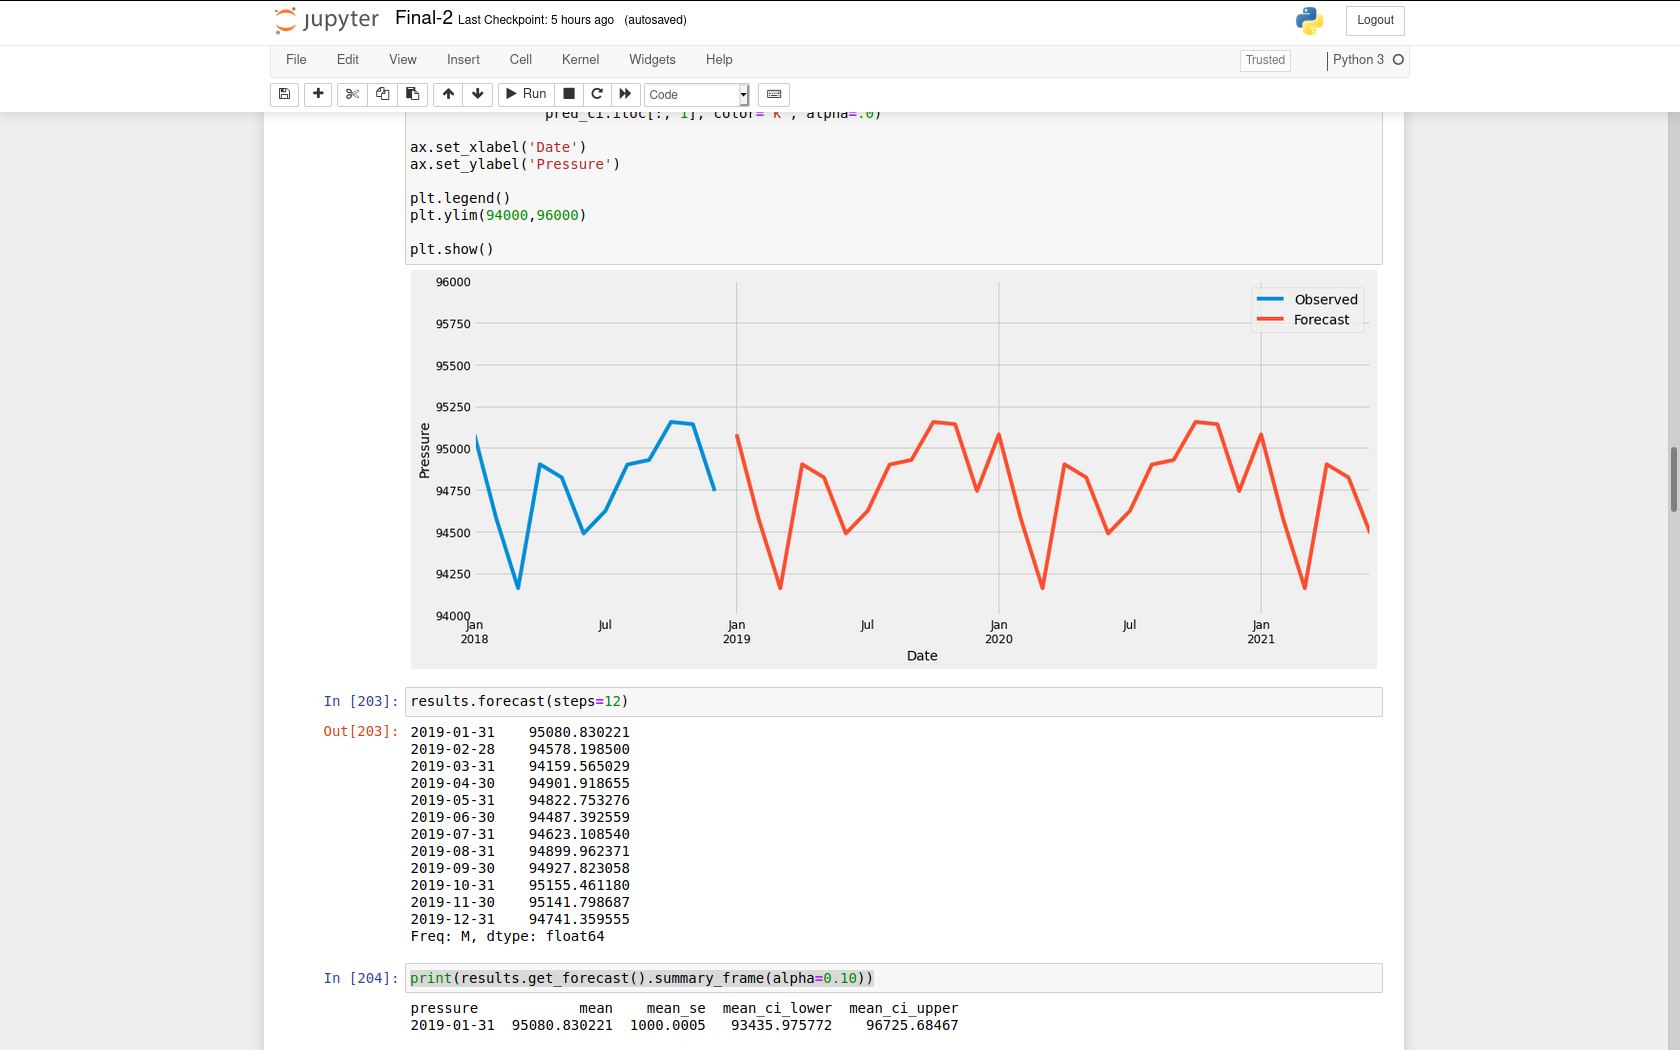 jupyter Final-2 Last Checkpoint: 5 hours ago (autosaved) Logout
File Edit View Insert Cell Kernel Widgets Help Trusted Python 3
Run Code
pred_ci.iloc[:, 1], color='k', alpha=.0)
ax.set_xlabel('Date')
ax.set_ylabel('Pressure')
plt.legend()
plt.ylim(94000,96000)
plt.show()
96000
95750
95500
95250
95000
94750
94500
94250
94000
Pressure
Observed
Forecast
Jan Jul Jan Jul Jan Jul Jan
2018 2019 2020 2021
Date
In [203]: results.forecast(steps=12)
Out[203]: 2019-01-31 95080.830221
2019-02-28 94578.198500
2019-03-31 94159.565029
2019-04-30 94901.918655
2019-05-31 94822.753276
2019-06-30 94487.392559
2019-07-31 94623.108540
2019-08-31 94899.962371
2019-09-30 94927.823058
2019-10-31 95155.461180
2019-11-30 95141.798687
2019-12-31 94741.359555
Freq: M, dtype: float64
In [204]: print(results.get_forecast().summary_frame(alpha=0.10))
pressure mean mean_se mean_ci_lower mean_ci_upper
2019-01-31 95080.830221 1000.0005 93435.975772 96725.68467